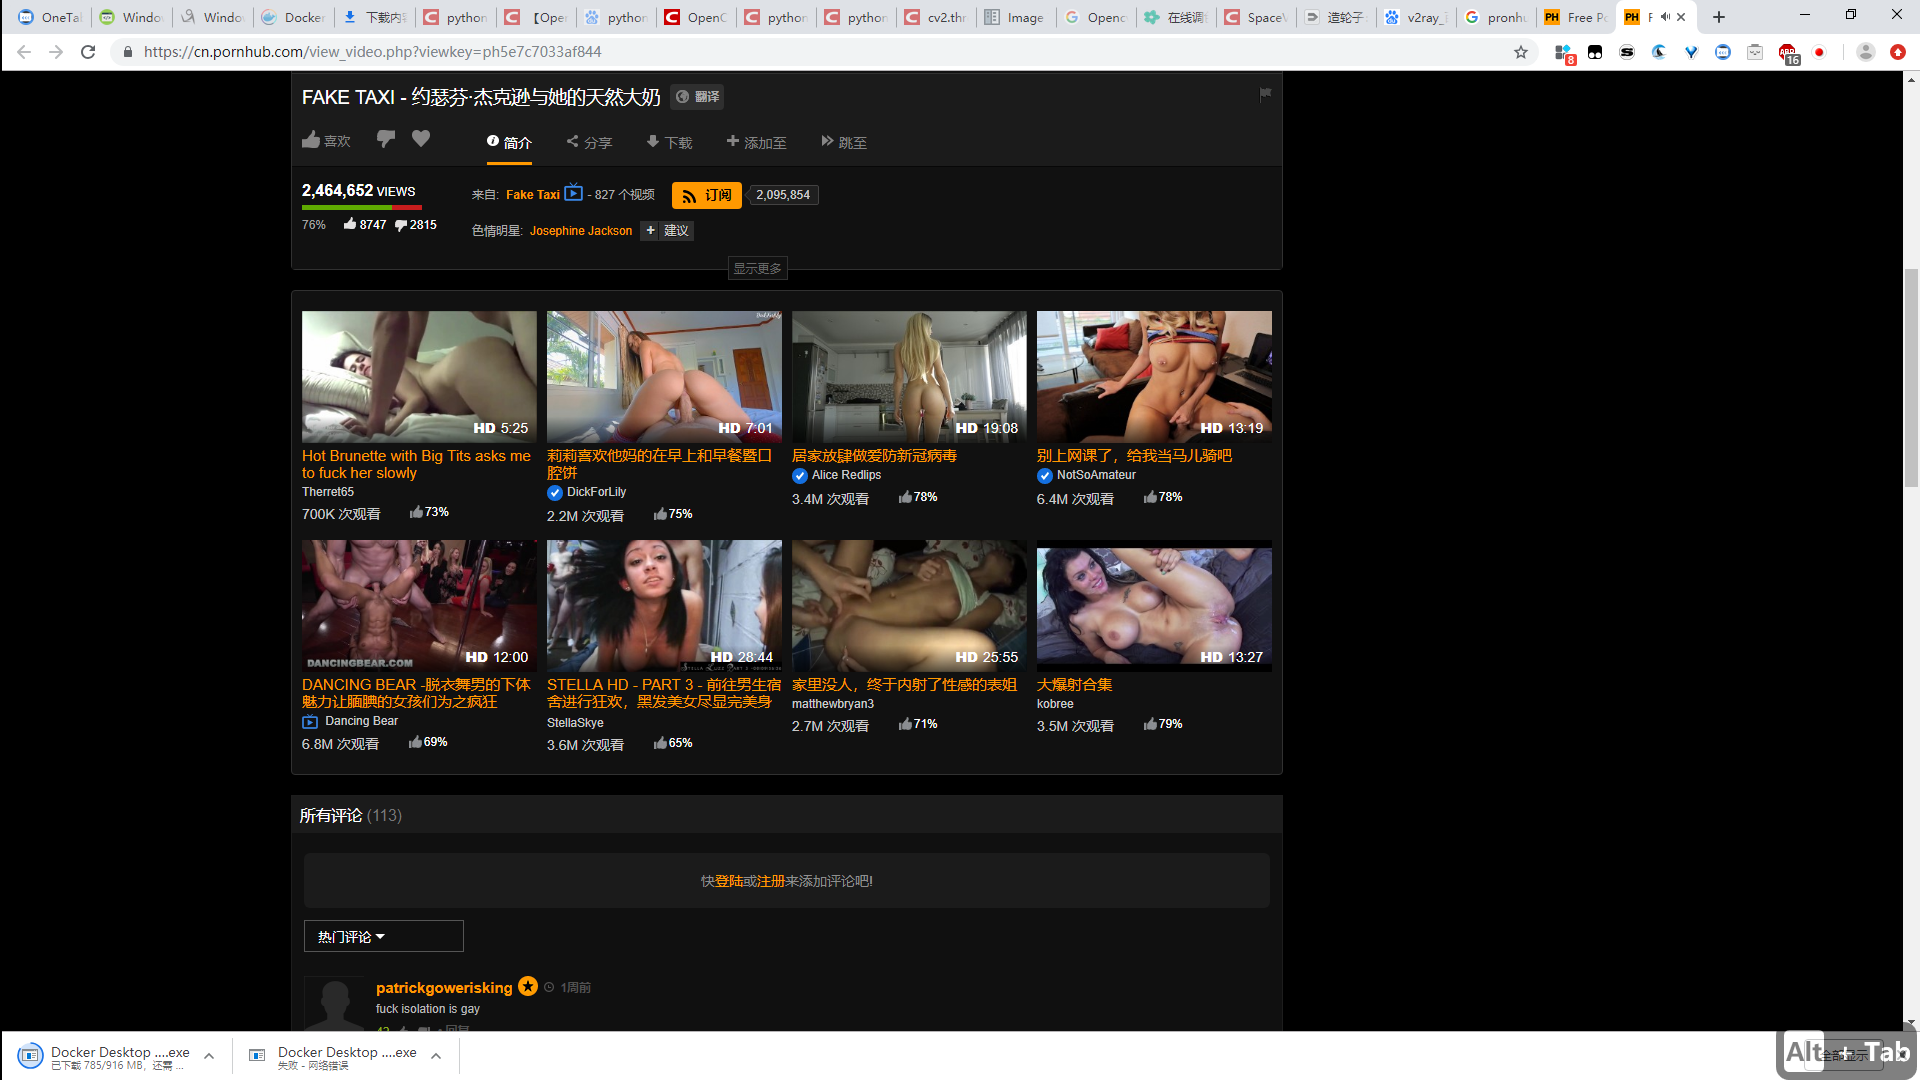 OneTa
Windo
Windo
Docker
下载内
python
【Ope
python
OpenC
python
python
cv2.thr
Image
Openc
在线调
SpaceV
造轮子
v2ray_
pronhu
Free Po
https://cn.pornhub.com/view_video.php?viewkey=ph5e7c7033af844
8
16
FAKE TAXI - 约瑟芬·杰克逊与她的天然大奶
翻译
喜欢
简介
分享
下载
添加至
跳至
2,464,652 VIEWS
76% 8747 2815
来自: Fake Taxi - 827 个视频
订阅 2,095,854
色情明星: Josephine Jackson + 建议
显示更多
HD 5:25
Hot Brunette with Big Tits asks me
to fuck her slowly
Therret65
700K 次观看 73%
HD 7:01
莉莉喜欢他妈的在早上和早餐暨口
腔饼
DickForLily
2.2M 次观看 75%
HD 19:08
居家放肆做爱防新冠病毒
Alice Redlips
3.4M 次观看 78%
HD 13:19
别上网课了，给我当马儿骑吧
NotSoAmateur
6.4M 次观看 78%
DANCINGBEAR.COM
HD 12:00
DANCING BEAR -脱衣舞男的下体
魅力让腼腆的女孩们为之疯狂
Dancing Bear
6.8M 次观看 69%
HD 28:44
STELLA HD - PART 3 - 前往男生宿
舍进行狂欢，黑发美女尽显完美身
StellaSkye
3.6M 次观看 65%
HD 25:55
家里没人，终于内射了性感的表姐
matthewbryan3
2.7M 次观看 71%
HD 13:27
大爆射合集
kobree
3.5M 次观看 79%
所有评论 (113)
快登陆或注册来添加评论吧!
热门评论
patrickgowerisking 1周前
fuck isolation is gay
Docker Desktop ....exe
已下载 785/916 MB，还需 ...
Docker Desktop ....exe
失败 - 网络错误
全部显示
Alt + Tab